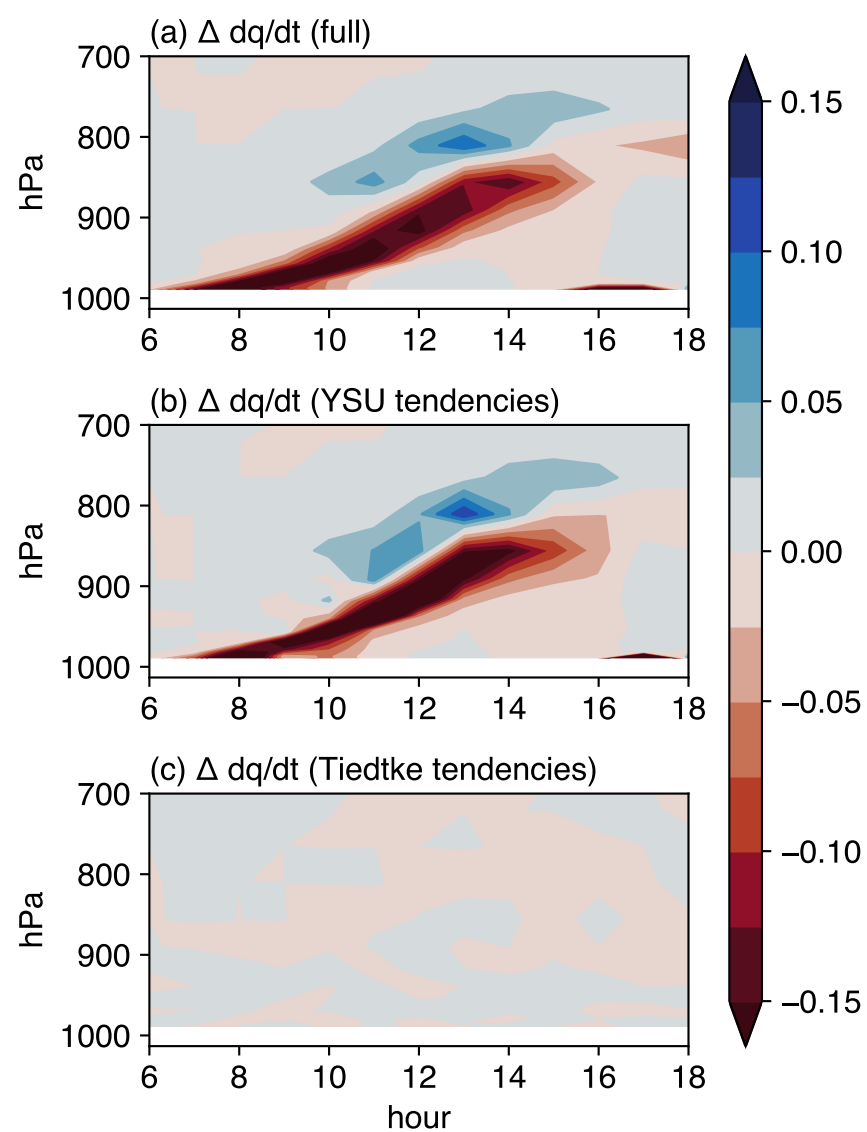 (a) Δ dq/dt (full)
700
800
900
1000
hPa
6 8 10 12 14 16 18
(b) Δ dq/dt (YSU tendencies)
700
800
900
1000
hPa
6 8 10 12 14 16 18
(c) Δ dq/dt (Tiedtke tendencies)
700
800
900
1000
hPa
6 8 10 12 14 16 18
hour
0.15
0.10
0.05
0.00
−0.05
−0.10
−0.15